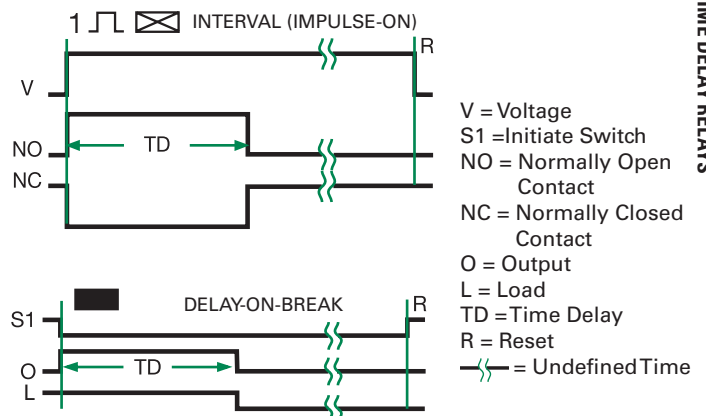 1 INTERVAL (IMPULSE-ON)
R
V
TD
NO
NC
DELAY-ON-BREAK
R
S1
TD
O
L
V = Voltage
S1 =Initiate Switch
NO = Normally Open
Contact
NC = Normally Closed
Contact
O = Output
L = Load
TD =Time Delay
R = Reset
= Undefined Time
DELAY RELAYS